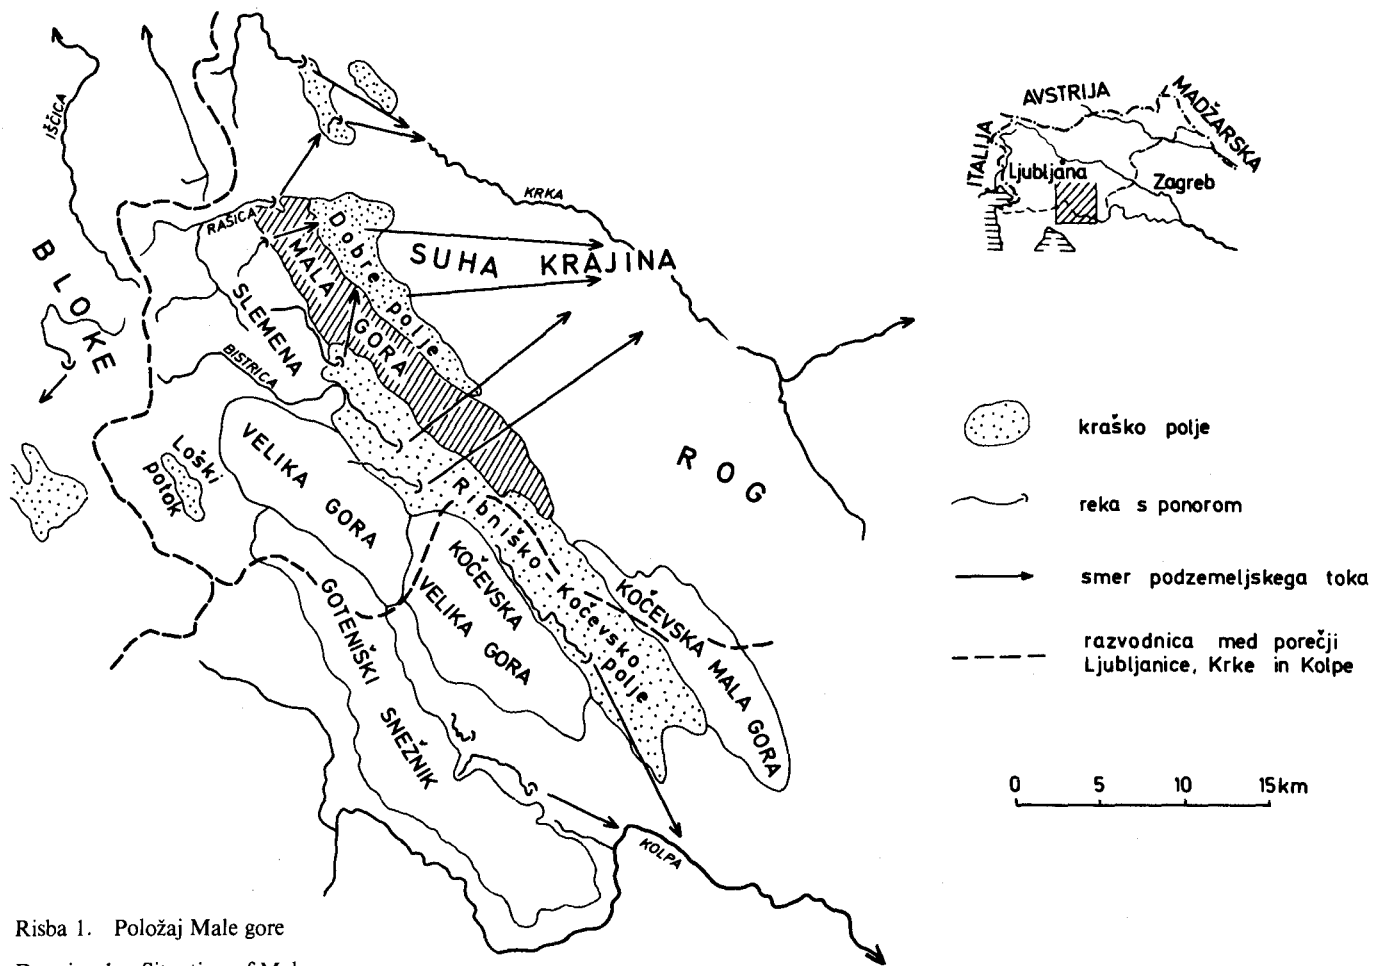 IŠČICA
BLOKE
RAŠICA
KRKA
SUHA KRAJINA
Dobre polje
MALA GORA
SLEMENA
BISTRICA
VELIKA
GORA
Loški
potok
Ribniško-
Kočevsko
polje
ROG
KOČEVSKA
VELIKA
GORA
KOČEVSKA MALA GORA
GOTENIŠKI
SNEŽNIK
KOLPA
AVSTRIJA
MADŽARSKA
ITALIJA
Ljubljana
Zagreb
kraško polje
reka s ponorom
smer podzemeljskega toka
razvodnica med porečji
Ljubljanice, Krke in Kolpe
0 5 10 15km
Risba 1. Položaj Male gore